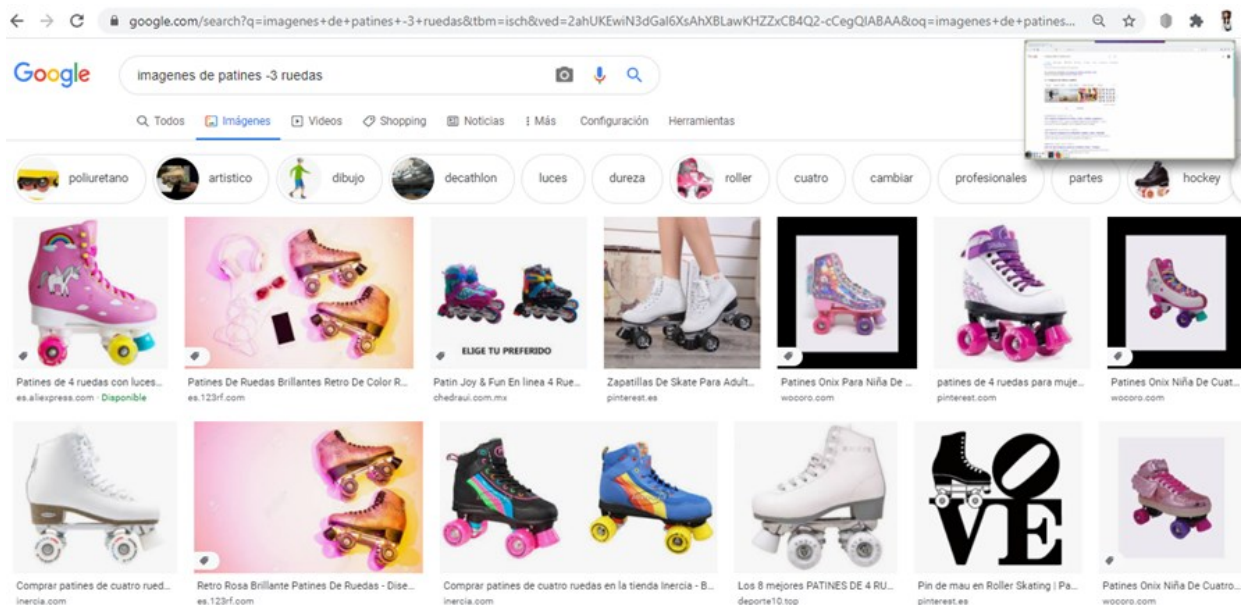 google.com/search?q=imagenes+de+patines+-3+ruedas&tbm=isch&ved=2ahUKEwiN3dGal6XsAhXBLawKHZZxCB4Q2-cCegQIABAA&oq=imagenes+de+patines...
Google
imagenes de patines -3 ruedas
Todos Imágenes Videos Shopping Noticias Más Configuración Herramientas
poliuretano artistico dibujo decathlon luces dureza roller cuatro cambiar profesionales partes hockey
ELIGE TU PREFERIDO
Patines de 4 ruedas con luces... Patines De Ruedas Brillantes Retro De Color R... Patin Joy & Fun En linea 4 Rue... Zapatillas De Skate Para Adult... Patines Onix Para Niña De ... patines de 4 ruedas para muje... Patines Onix Niña De Cuat...
es.aliexpress.com · Disponible es.123rf.com chedraui.com.mx pinterest.es wocoro.com pinterest.com wocoro.com
LOVE
Comprar patines de cuatro rued... Retro Rosa Brillante Patines De Ruedas - Dise... Comprar patines de cuatro ruedas en la tienda Inercia - B... Los 8 mejores PATINES DE 4 RU... Pin de mau en Roller Skating | Pa... Patines Onix Niña De Cuatro...
inercia.com es.123rf.com inercia.com deporte10.top pinterest.es wocoro.com